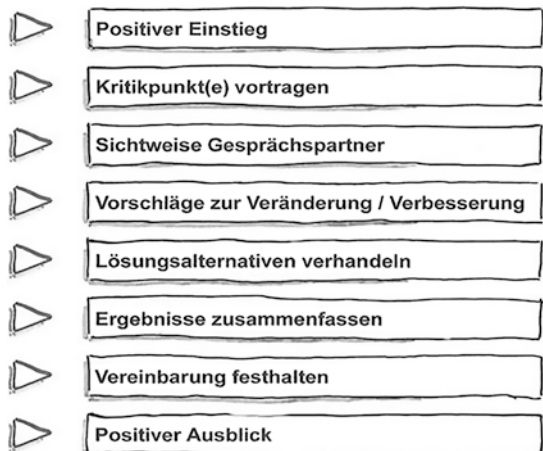 Positiver Einstieg
Kritikpunkt(e) vortragen
Sichtweise Gesprächspartner
Vorschläge zur Veränderung / Verbesserung
Lösungsalternativen verhandeln
Ergebnisse zusammenfassen
Vereinbarung festhalten
Positiver Ausblick